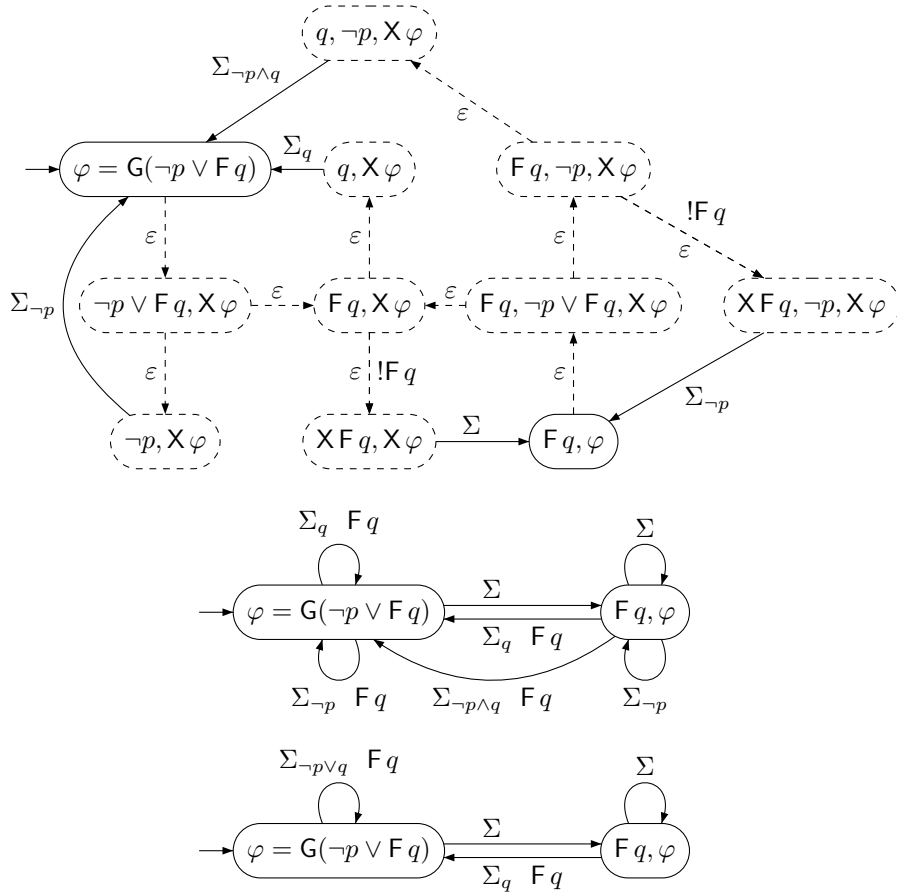 q, ¬p, X φ
Σ¬p∧q
ε
φ = G(¬p ∨ F q)
Σq
q, X φ
F q, ¬p, X φ
!F q
ε
ε
ε
ε
Σ¬p
¬p ∨ F q, X φ
ε
F q, X φ
ε
F q, ¬p ∨ F q, X φ
X F q, ¬p, X φ
ε
ε
!F q
ε
Σ¬p
¬p, X φ
X F q, X φ
Σ
F q, φ
Σq F q
Σ
φ = G(¬p ∨ F q)
Σ
Σq F q
F q, φ
Σ¬p F q
Σ¬p∧q F q
Σ¬p
Σ¬p∨q F q
Σ
φ = G(¬p ∨ F q)
Σ
Σq F q
F q, φ